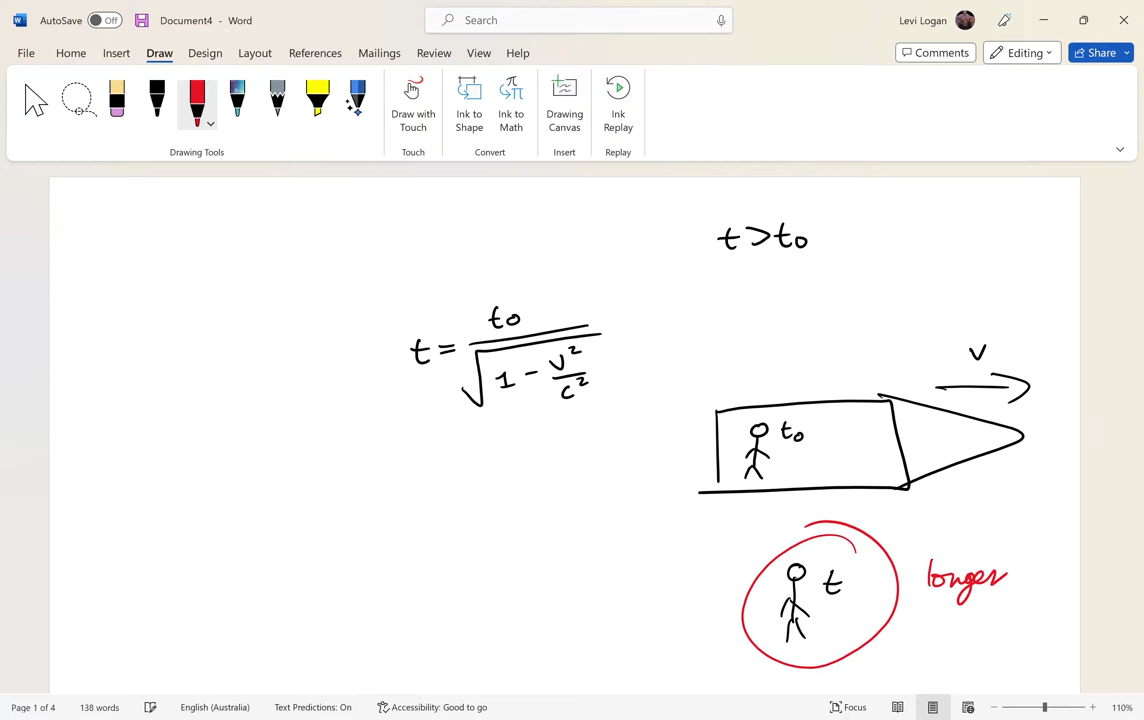 AutoSave Off Document4 - Word Search Levi Logan
File Home Insert Draw Design Layout References Mailings Review View Help Comments Editing Share
Draw with Touch
Ink to Shape
Ink to Math
Drawing Canvas
Ink Replay
Drawing Tools Touch Convert Insert Replay
t > t₀
t = t₀ / √(1 - v²/c²)
v
t₀
t
longer
Page 1 of 4 138 words English (Australia) Text Predictions: On Accessibility: Good to go Focus 110%